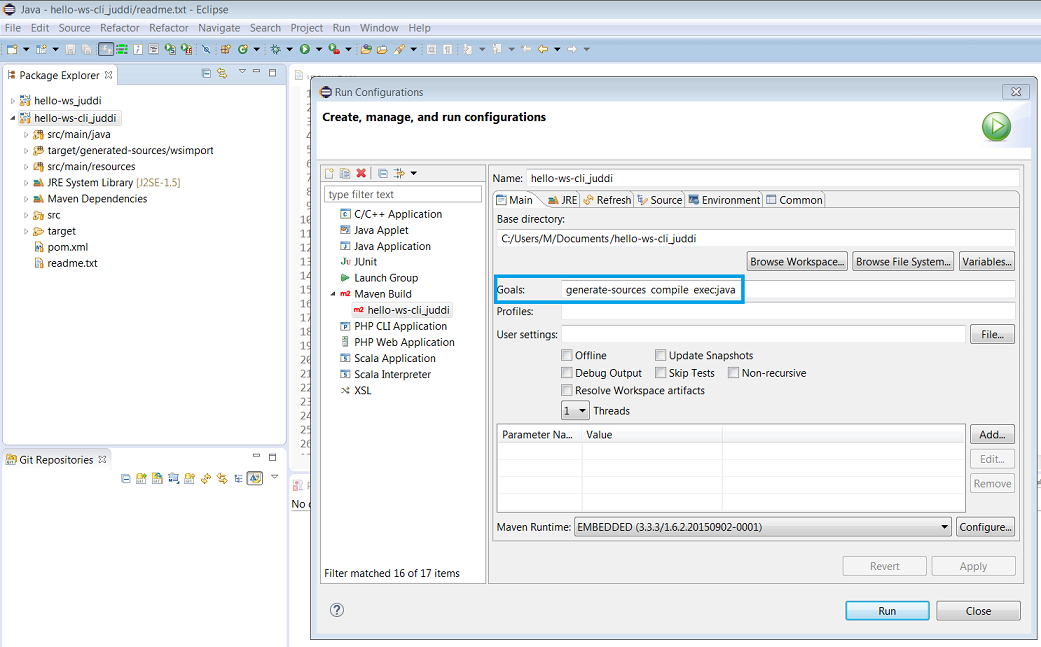 Java - hello-ws-cli_juddi/readme.txt - Eclipse
File Edit Source Refactor Refactor Navigate Search Project Run Window Help
Package Explorer
hello-ws_juddi
hello-ws-cli_juddi
src/main/java
target/generated-sources/wsimport
src/main/resources
JRE System Library [J2SE-1.5]
Maven Dependencies
src
target
pom.xml
readme.txt
Git Repositories
Run Configurations
Create, manage, and run configurations
type filter text
C/C++ Application
Java Applet
Java Application
JUnit
Launch Group
Maven Build
hello-ws-cli_juddi
PHP CLI Application
PHP Web Application
Scala Application
Scala Interpreter
XSL
Filter matched 16 of 17 items
Name: hello-ws-cli_juddi
Main JRE Refresh Source Environment Common
Base directory:
C:/Users/M/Documents/hello-ws-cli_juddi
Browse Workspace... Browse File System... Variables...
Goals: generate-sources compile exec:java
Profiles:
User settings: File...
Offline Update Snapshots
Debug Output Skip Tests Non-recursive
Resolve Workspace artifacts
1 Threads
Parameter Na... Value Add...
Edit...
Remove
Maven Runtime: EMBEDDED (3.3.3/1.6.2.20150902-0001) Configure...
Revert Apply
Run Close